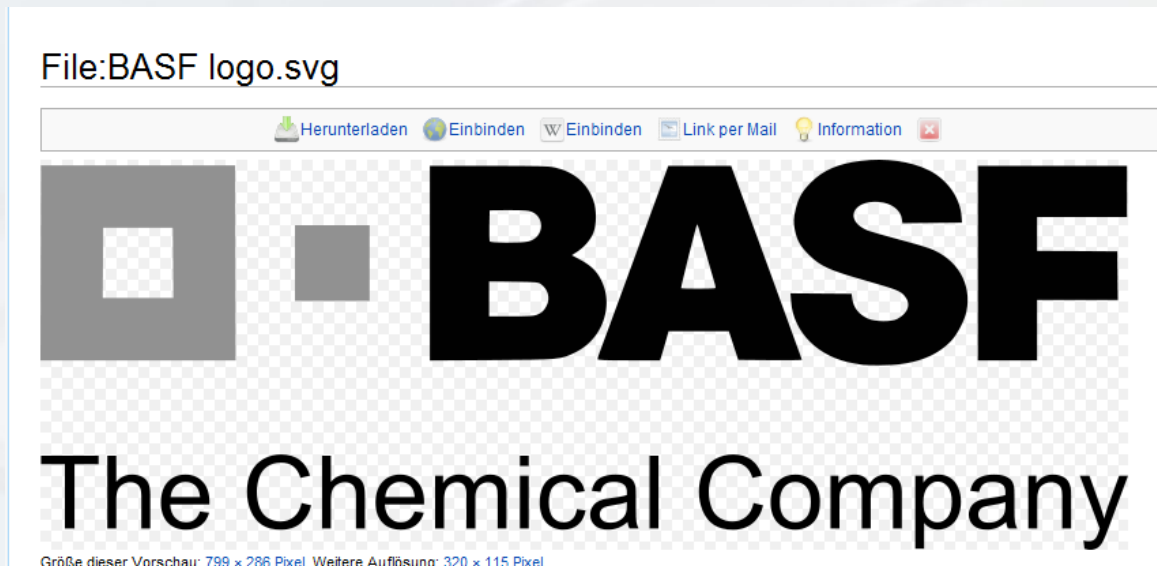 File:BASF logo.svg
Herunterladen Einbinden W Einbinden Link per Mail Information
BASF
The Chemical Company
Größe dieser Vorschau: 799 × 286 Pixel. Weitere Auflösung: 320 × 115 Pixel.